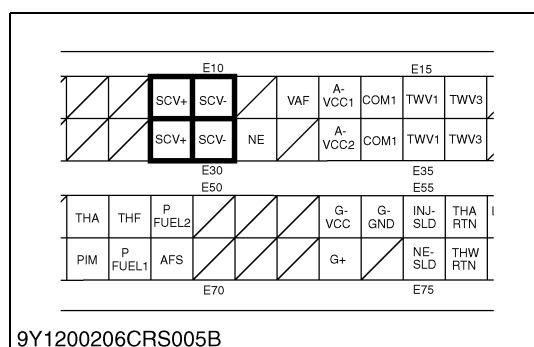 E10 E15
SCV+ SCV- VAF A-VCC1 COM1 TWV1 TWV3
SCV+ SCV- NE A-VCC2 COM1 TWV1 TWV3
E30 E35
E50 E55
THA THF P FUEL2 G-VCC G-GND INJ-SLD THA RTN
PIM P FUEL1 AFS G+ NE-SLD THW RTN
E70 E75
9Y1200206CRS005B